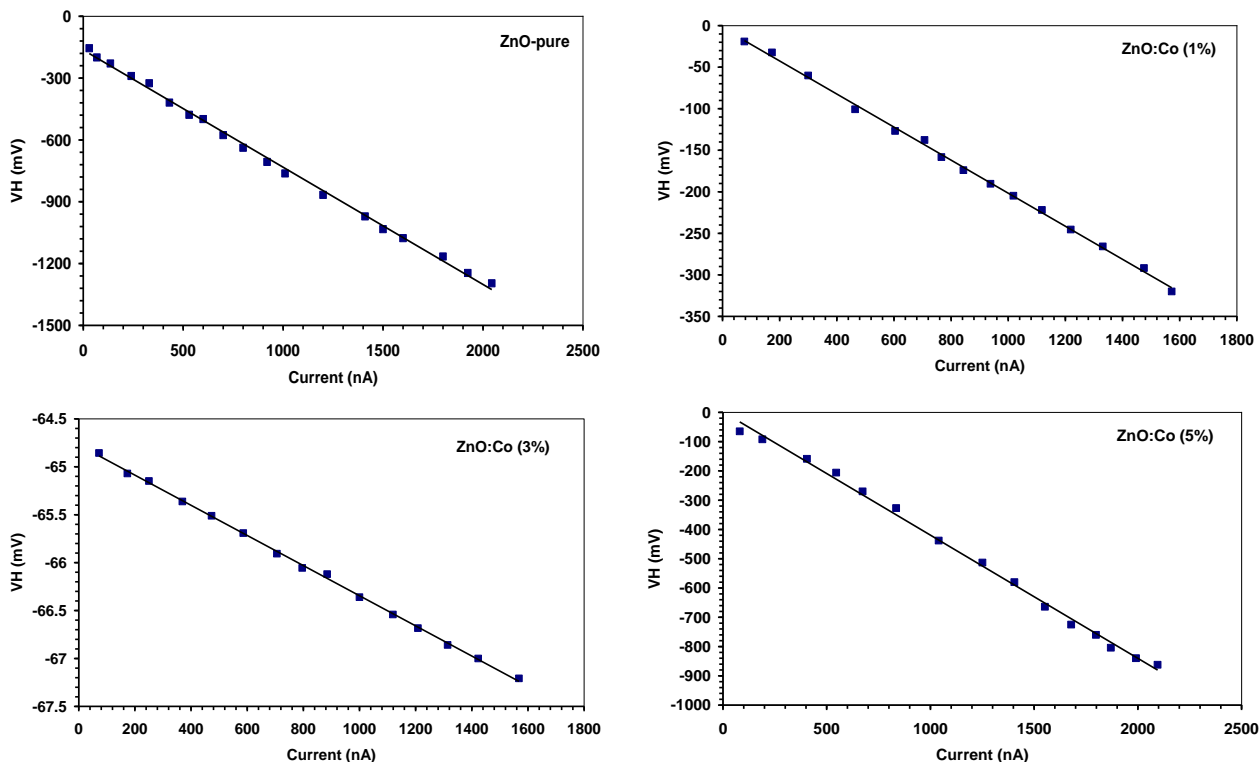 ZnO-pure
VH (mV)
0
-300
-600
-900
-1200
-1500
0 500 1000 1500 2000 2500
Current (nA)
ZnO:Co (1%)
VH (mV)
0
-50
-100
-150
-200
-250
-300
-350
0 200 400 600 800 1000 1200 1400 1600 1800
Current (nA)
ZnO:Co (3%)
VH (mV)
-64.5
-65
-65.5
-66
-66.5
-67
-67.5
0 200 400 600 800 1000 1200 1400 1600 1800
Current (nA)
ZnO:Co (5%)
VH (mV)
0
-100
-200
-300
-400
-500
-600
-700
-800
-900
-1000
0 500 1000 1500 2000 2500
Current (nA)